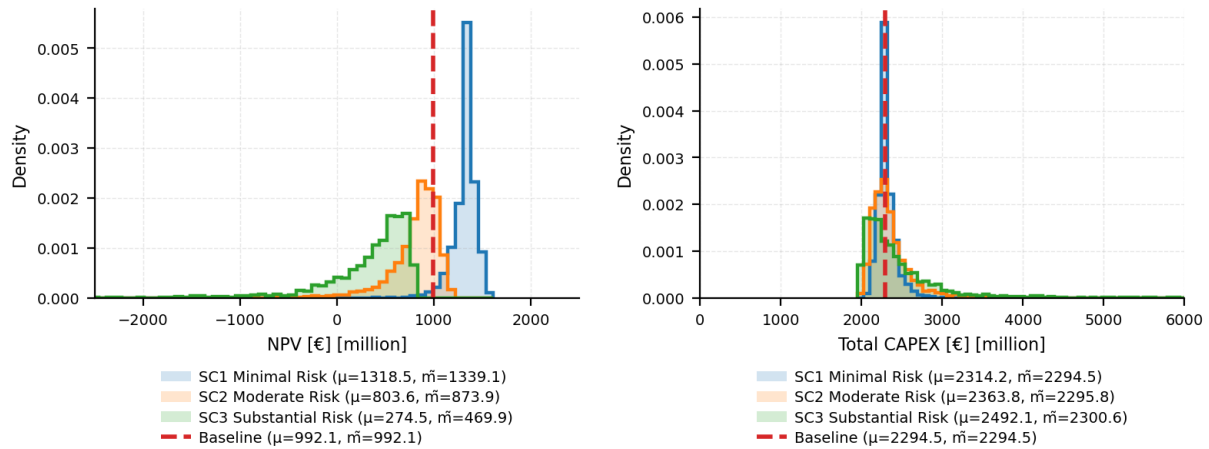 0.000
0.001
0.002
0.003
0.004
0.005
Density
−2000
−1000
0
1000
2000
NPV [€] [million]
SC1 Minimal Risk (μ=1318.5, m̃=1339.1)
SC2 Moderate Risk (μ=803.6, m̃=873.9)
SC3 Substantial Risk (μ=274.5, m̃=469.9)
Baseline (μ=992.1, m̃=992.1)
0.000
0.001
0.002
0.003
0.004
0.005
0.006
Density
0
1000
2000
3000
4000
5000
6000
Total CAPEX [€] [million]
SC1 Minimal Risk (μ=2314.2, m̃=2294.5)
SC2 Moderate Risk (μ=2363.8, m̃=2295.8)
SC3 Substantial Risk (μ=2492.1, m̃=2300.6)
Baseline (μ=2294.5, m̃=2294.5)